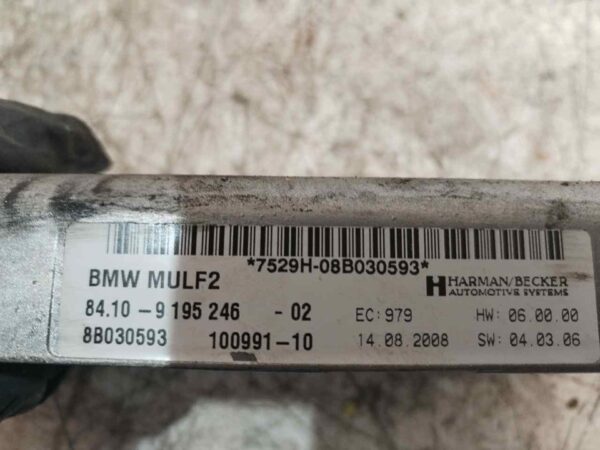 *7529H-08B030593*
BMW MULF2
HARMAN/BECKER
AUTOMOTIVE SYSTEMS
84.10-9 195 246 -02 EC: 979 HW: 06.00.00
8B030593 100991-10 14.08.2008 SW: 04.03.06